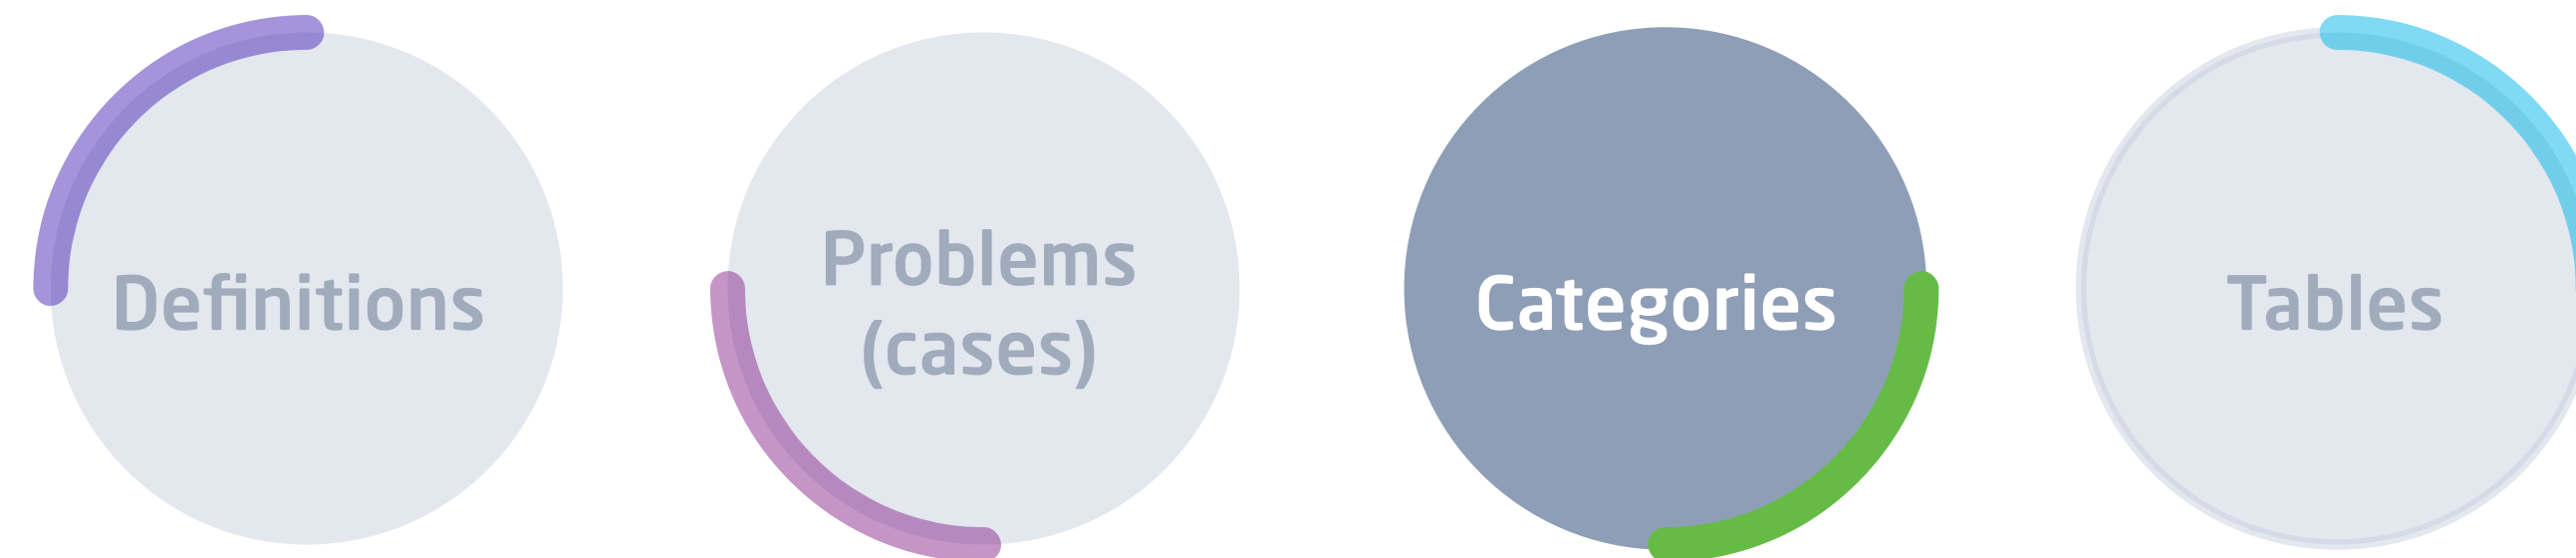 Definitions
Problems
(cases)
Categories
Tables